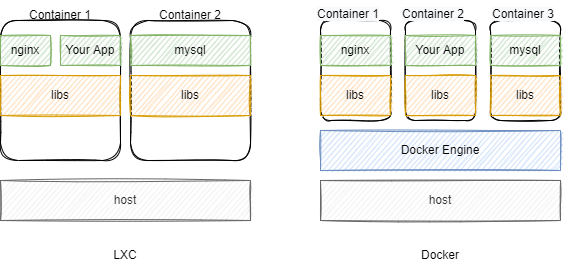 Container 1
Container 2
nginx
Your App
mysql
libs
libs
host
LXC
Container 1
Container 2
Container 3
nginx
Your App
mysql
libs
libs
libs
Docker Engine
host
Docker